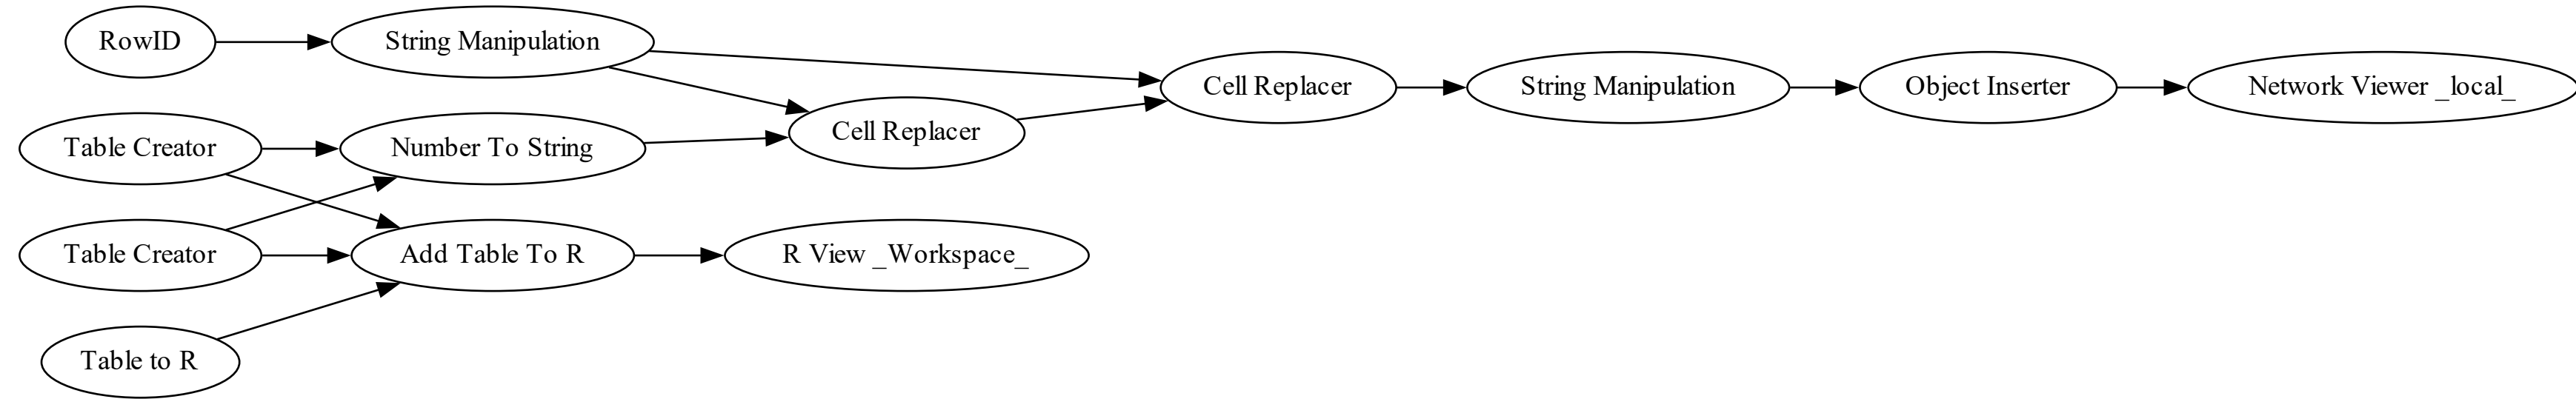 RowID
String Manipulation
Table Creator
Number To String
Cell Replacer
Cell Replacer
String Manipulation
Object Inserter
Network Viewer _local_
Table Creator
Add Table To R
R View _Workspace_
Table to R